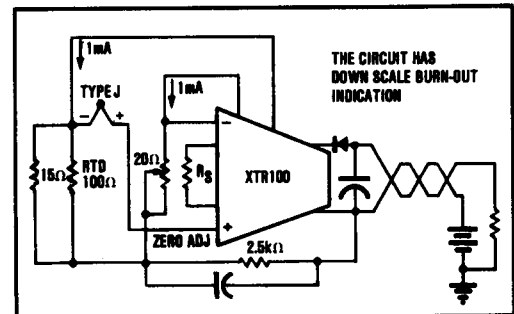 1mA
THE CIRCUIT HAS
DOWN SCALE BURN-OUT
INDICATION
TYPE J
1mA
− +
−
15Ω
RTD
100Ω
20Ω
RS
XTR100
+
ZERO ADJ
2.5kΩ